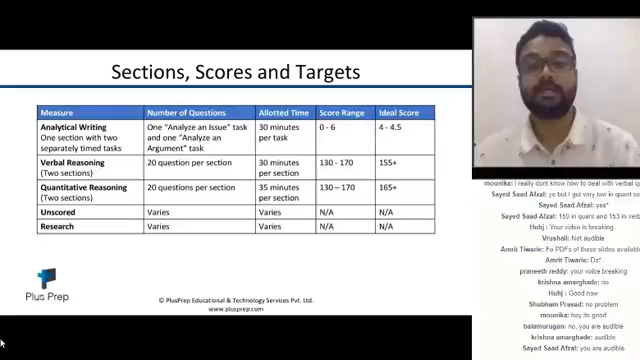 Sections, Scores and Targets
Measure Number of Questions Allotted Time Score Range Ideal Score
Analytical Writing One "Analyze an Issue" task 30 minutes 0 - 6 4 - 4.5
One section with two and one "Analyze an per task
separately timed tasks Argument" task
Verbal Reasoning 20 question per section 30 minutes 130 - 170 155+
(Two sections) per section
Quantitative Reasoning 20 questions per section 35 minutes 130 – 170 165+
(Two sections) per section
Unscored Varies Varies N/A N/A
Research Varies Varies N/A N/A
Plus Prep
© PlusPrep Educational & Technology Services Pvt. Ltd.
www.plusprep.com
mounika: I really dont know how to deal with verbal
Sayed Saad Afzal: ye but I got very low in quant
Sayed Saad Afzal: yes*
Sayed Saad Afzal: 159 in quant and 153 in
Huhj : Your video is breaking
Vrushali: Not audible
Amrit Tiwarie: Fo PDFs of these slides
Amrit Tiwarie: Do*
praneeth reddy: your voice breaking
krishna amarghade: no
Huhj : Good now
Shubham Prasad: no problem
mounika: hey its good
balamurugan: no, you are audible
krishna amarghade: audible
Sayed Saad Afzal: you are audible